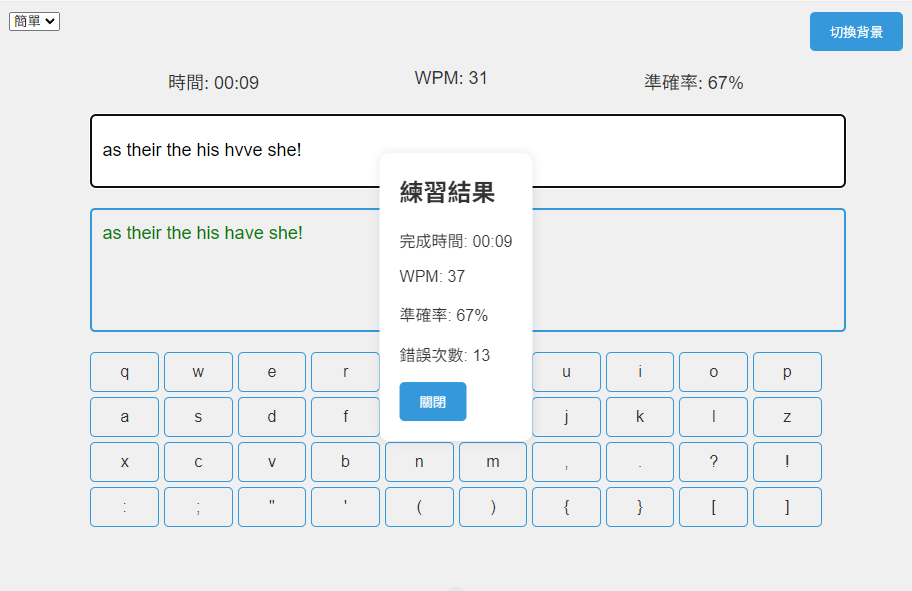 簡單
切換背景
時間: 00:09
WPM: 31
準確率: 67%
as their the his hvve she!
as their the his have she!
練習結果
完成時間: 00:09
WPM: 37
準確率: 67%
錯誤次數: 13
關閉
q w e r u i o p
a s d f j k l z
x c v b n m , . ? !
: ; " ' ( ) { } [ ]